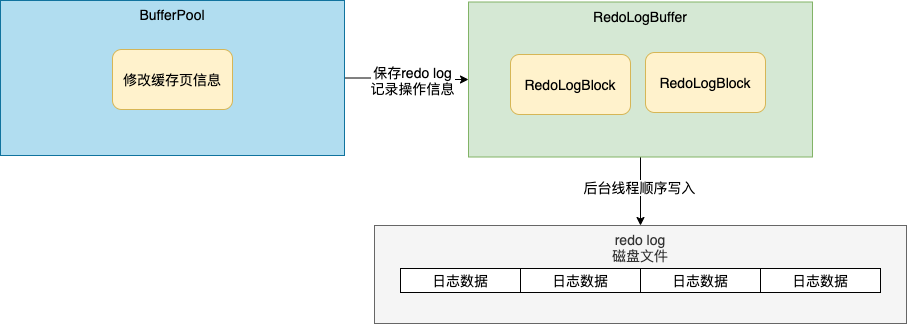 BufferPool
修改缓存页信息
保存redo log
记录操作信息
RedoLogBuffer
RedoLogBlock
RedoLogBlock
后台线程顺序写入
redo log
磁盘文件
日志数据
日志数据
日志数据
日志数据